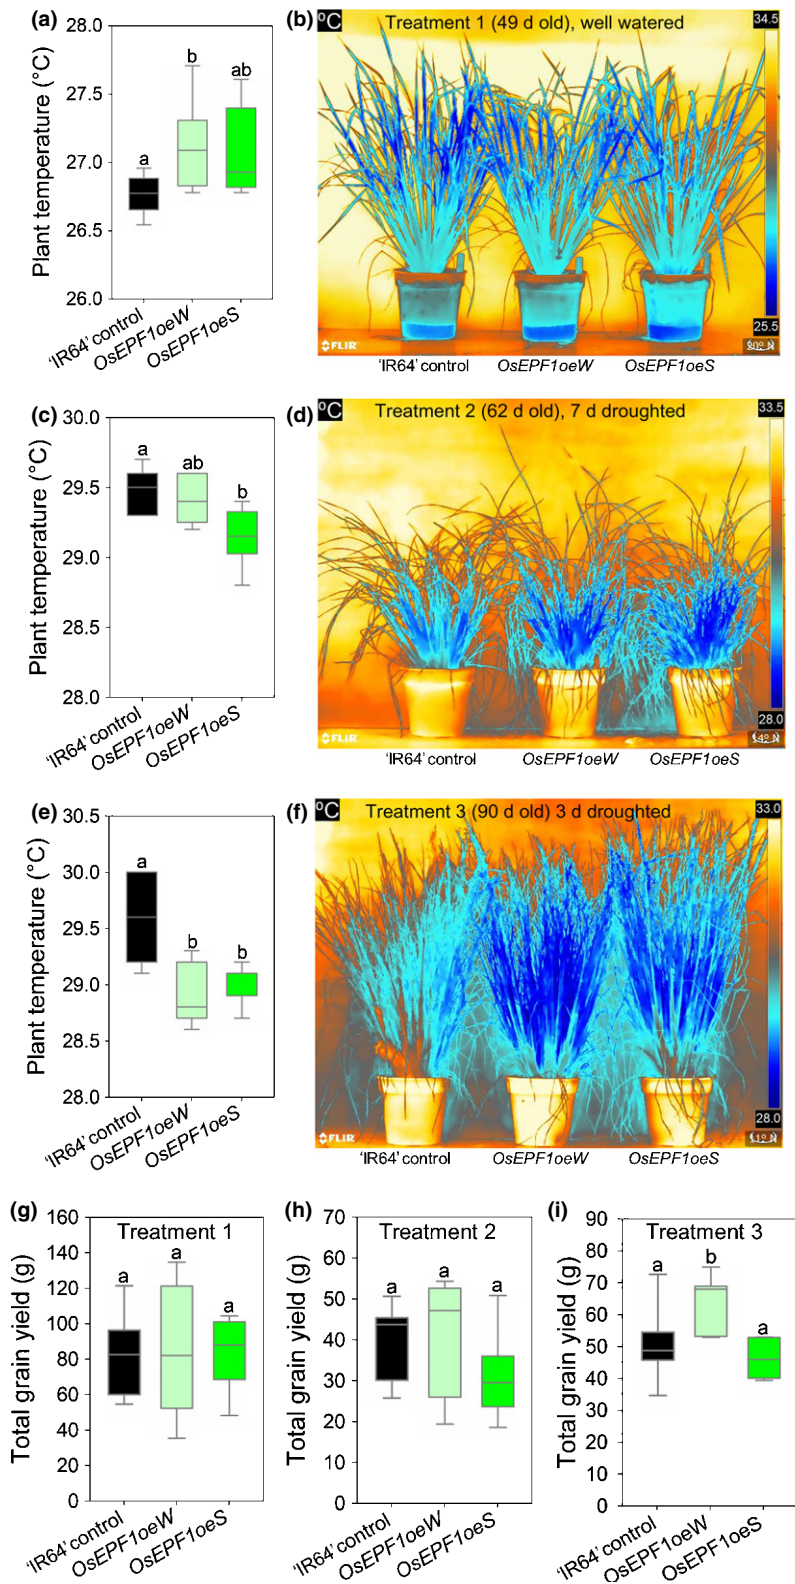 (a)
28.0
27.5
27.0
26.5
26.0
Plant temperature (°C)
a
b
ab
'IR64' control
OsEPF1oeW
OsEPF1oeS
(b)
ºC
Treatment 1 (49 d old), well watered
34.5
25.5
FLIR
'IR64' control
OsEPF1oeW
OsEPF1oeS
(c)
30.0
29.5
29.0
28.5
28.0
Plant temperature (°C)
a
ab
b
'IR64' control
OsEPF1oeW
OsEPF1oeS
(d)
ºC
Treatment 2 (62 d old), 7 d droughted
33.5
28.0
FLIR
'IR64' control
OsEPF1oeW
OsEPF1oeS
(e)
30.5
30.0
29.5
29.0
28.5
28.0
Plant temperature (°C)
a
b
b
'IR64' control
OsEPF1oeW
OsEPF1oeS
(f)
ºC
Treatment 3 (90 d old) 3 d droughted
33.0
28.0
FLIR
'IR64' control
OsEPF1oeW
OsEPF1oeS
(g)
Treatment 1
160
140
120
100
80
60
40
20
0
Total grain yield (g)
a
a
a
'IR64' control
OsEPF1oeW
OsEPF1oeS
(h)
Treatment 2
70
60
50
40
30
20
10
0
Total grain yield (g)
a
a
a
'IR64' control
OsEPF1oeW
OsEPF1oeS
(i)
Treatment 3
90
80
70
60
50
40
30
20
10
0
Total grain yield (g)
a
b
a
'IR64' control
OsEPF1oeW
OsEPF1oeS